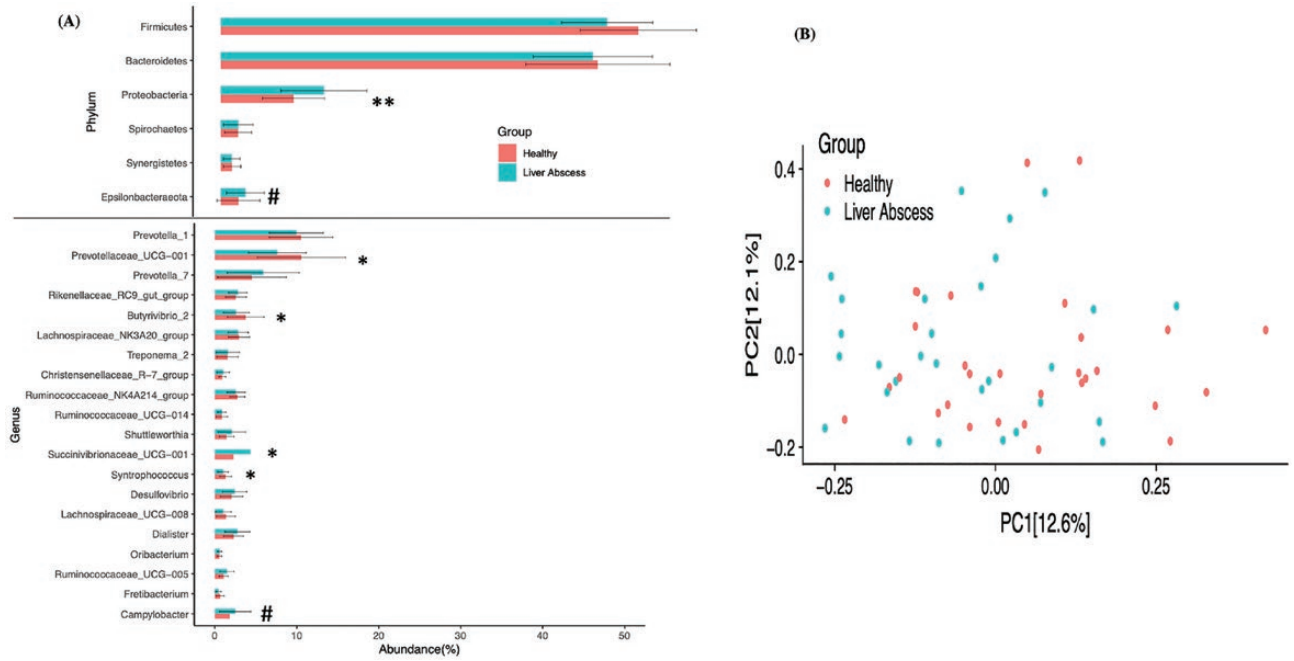 (A)
Firmicutes
Bacteroidetes
Proteobacteria
**
Spirochaetes
Synergistetes
Epsilonbacteraeota
#
Phylum
Group
Healthy
Liver Abscess
Prevotella_1
Prevotellaceae_UCG-001
*
Prevotella_7
Rikenellaceae_RC9_gut_group
Butyrivibrio_2
*
Lachnospiraceae_NK3A20_group
Treponema_2
Christensenellaceae_R-7_group
Ruminococcaceae_NK4A214_group
Ruminococcaceae_UCG-014
Shuttleworthia
Succinivibrionaceae_UCG-001
*
Syntrophococcus
*
Desulfovibrio
Lachnospiraceae_UCG-008
Dialister
Oribacterium
Ruminococcaceae_UCG-005
Fretibacterium
Campylobacter
#
Genus
0 10 20 30 40 50
Abundance(%)
(B)
Group
Healthy
Liver Abscess
0.4
0.2
0.0
-0.2
PC2[12.1%]
-0.25 0.00 0.25
PC1[12.6%]